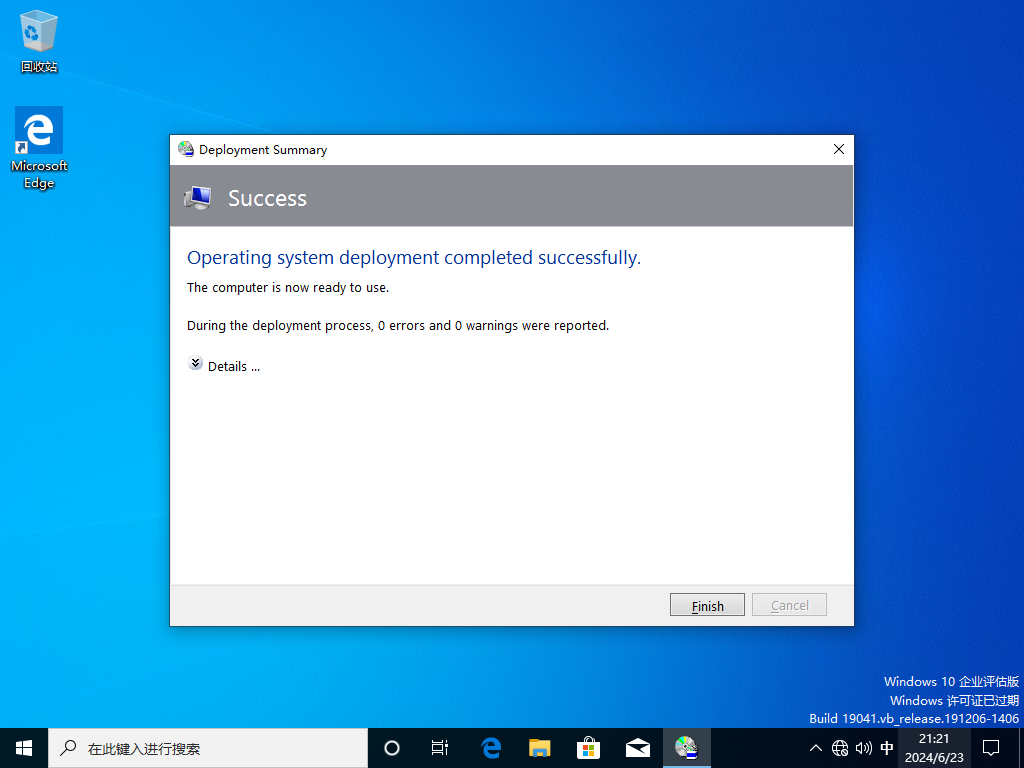 回收站
Microsoft
Edge
Deployment Summary
Success
Operating system deployment completed successfully.
The computer is now ready to use.
During the deployment process, 0 errors and 0 warnings were reported.
Details ...
Finish
Cancel
Windows 10 企业评估版
Windows 许可证已过期
Build 19041.vb_release.191206-1406
在此键入进行搜索
中
21:21
2024/6/23